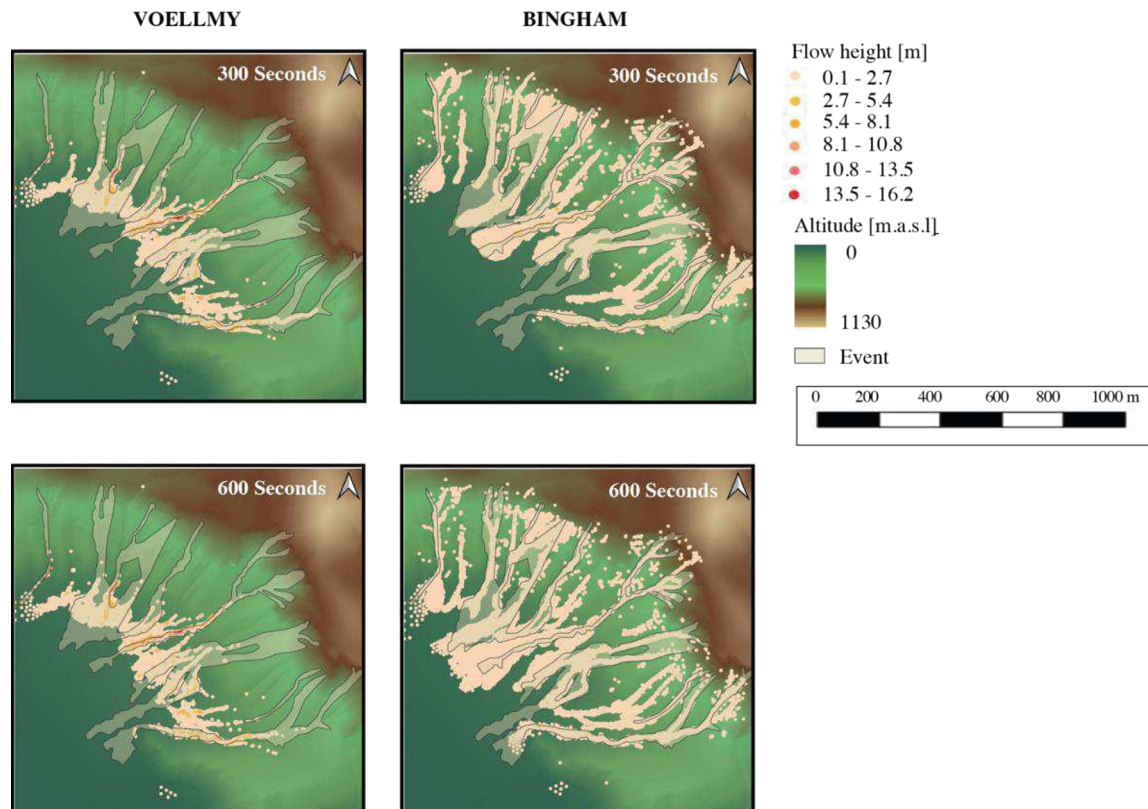 VOELLMY
BINGHAM
300 Seconds
300 Seconds
Flow height [m]
0.1 - 2.7
2.7 - 5.4
5.4 - 8.1
8.1 - 10.8
10.8 - 13.5
13.5 - 16.2
Altitude [m.a.s.l]
0
1130
Event
0 200 400 600 800 1000 m
600 Seconds
600 Seconds